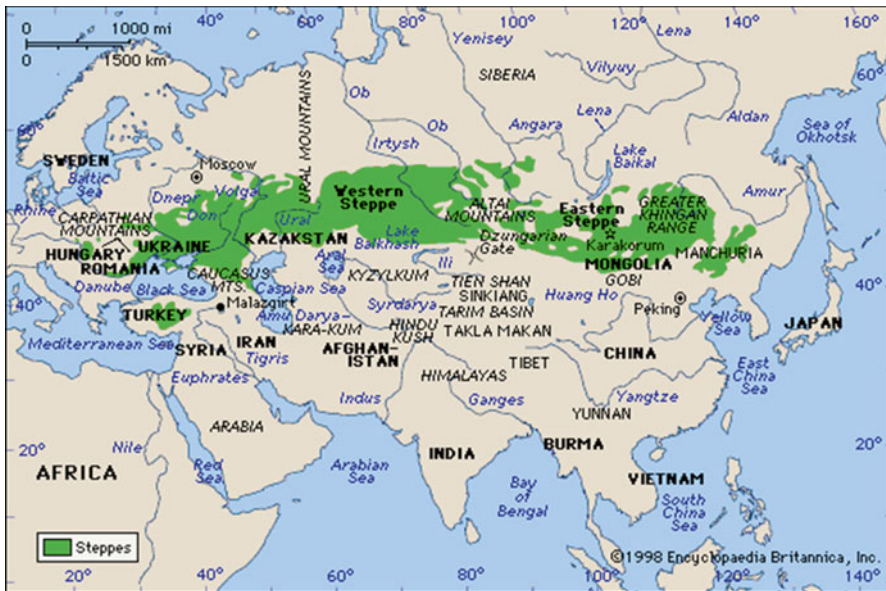 0 1000 mi
0 1500 km
80° 100° 120° 140° 160°
Yenisey
Lena
SIBERIA
Vilyuy
60°
60°
Ob
Ob
Lena
Aldan
Angara
Sea of
Okhotsk
URAL MOUNTAINS
Irtysh
SWEDEN
Moscow
Baltic
Sea
Lake
Baikal
Dnepr
Volga
Western
Steppe
ALTAI
MOUNTAINS
Eastern
Steppe
GREATER
KHINGAN
RANGE
Amur
Rhine
CARPATHIAN
MOUNTAINS
Don
Ural
HUNGARY
UKRAINE
KAZAKSTAN
Lake
Balkhash
Dzungarian
Gate
Karakorum
MANCHURIA
ROMANIA
Aral
Sea
Ili
MONGOLIA
GOBI
CAUCASUS
MTS.
KYZYLKUM
TIEN SHAN
Danube
Black Sea
Caspian Sea
SINKIANG
Huang Ho
40°
40°
Malazgirt
Syrdarya
TARIM BASIN
Peking
TURKEY
Amu Darya
KARA-KUM
HINDU
KUSH
TAKLA MAKAN
Yellow
Sea
JAPAN
Mediterranean Sea
SYRIA
IRAN
Tigris
AFGHAN-
ISTAN
TIBET
CHINA
East
China
Sea
Euphrates
HIMALAYAS
Indus
Ganges
Yangtze
ARABIA
YUNNAN
20°
Nile
INDIA
BURMA
20°
AFRICA
Red
Sea
Arabian
Sea
Bay
of
Bengal
VIETNAM
South
China
Sea
Steppes
©1998 Encyclopaedia Britannica, Inc.
20° 40° 60° 80° 100° 120° 140°